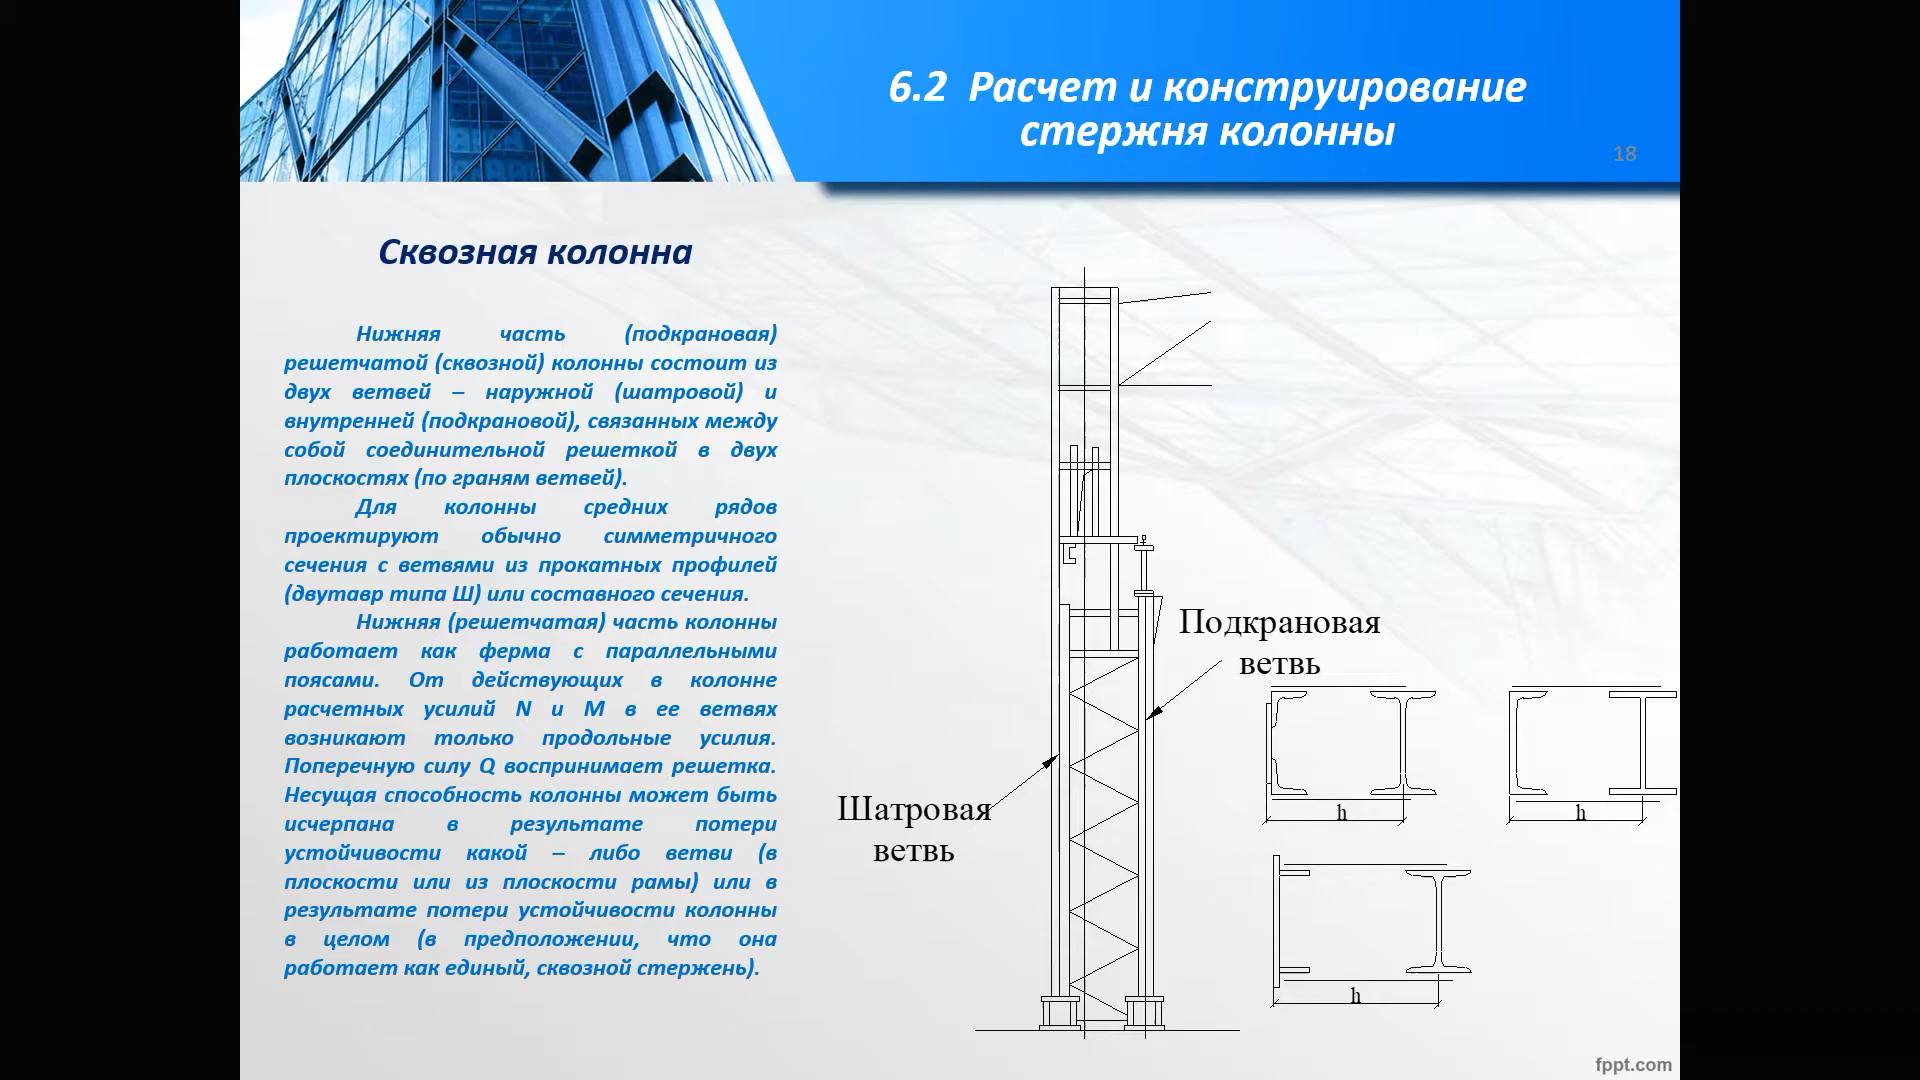 6.2 Расчет и конструирование
стержня колонны
18
Сквозная колонна
Нижняя часть (подкрановая)
решетчатой (сквозной) колонны состоит из
двух ветвей – наружной (шатровой) и
внутренней (подкрановой), связанных между
собой соединительной решеткой в двух
плоскостях (по граням ветвей).
Для колонны средних рядов
проектируют обычно симметричного
сечения с ветвями из прокатных профилей
(двутавр типа Ш) или составного сечения.
Нижняя (решетчатая) часть колонны
работает как ферма с параллельными
поясами. От действующих в колонне
расчетных усилий N и M в ее ветвях
возникают только продольные усилия.
Поперечную силу Q воспринимает решетка.
Несущая способность колонны может быть
исчерпана в результате потери
устойчивости какой – либо ветви (в
плоскости или из плоскости рамы) или в
результате потери устойчивости колонны
в целом (в предположении, что она
работает как единый, сквозной стержень).
Подкрановая
ветвь
Шатровая
ветвь
h
h
h
fppt.com